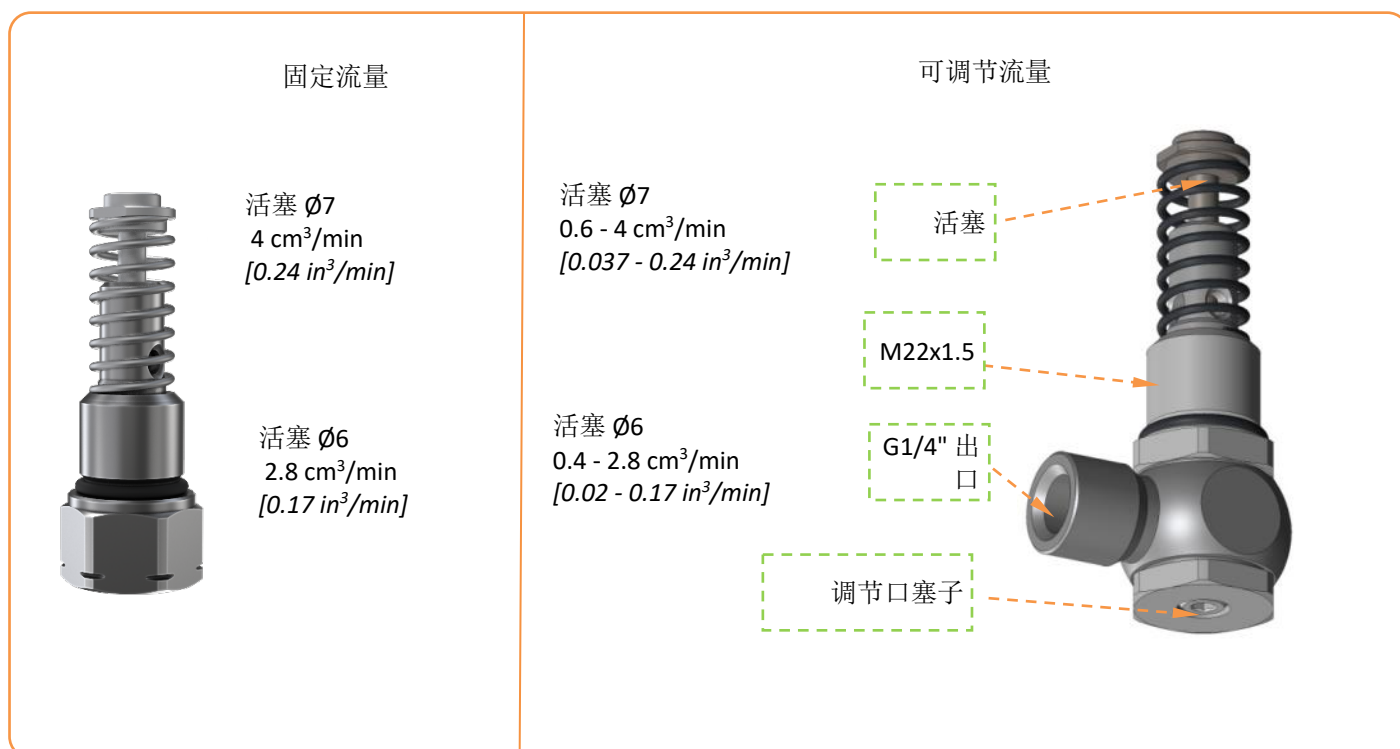 固定流量
活塞 Ø7
4 cm³/min
[0.24 in³/min]
活塞 Ø6
2.8 cm³/min
[0.17 in³/min]
可调节流量
活塞 Ø7
0.6 - 4 cm³/min
[0.037 - 0.24 in³/min]
活塞 Ø6
0.4 - 2.8 cm³/min
[0.02 - 0.17 in³/min]
活塞
M22x1.5
G1/4" 出
口
调节口塞子